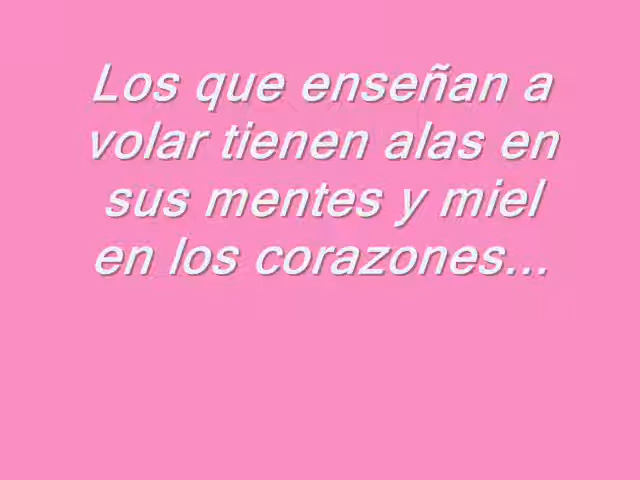 Los que enseñan a
volar tienen alas en
sus mentes y miel
en los corazones...